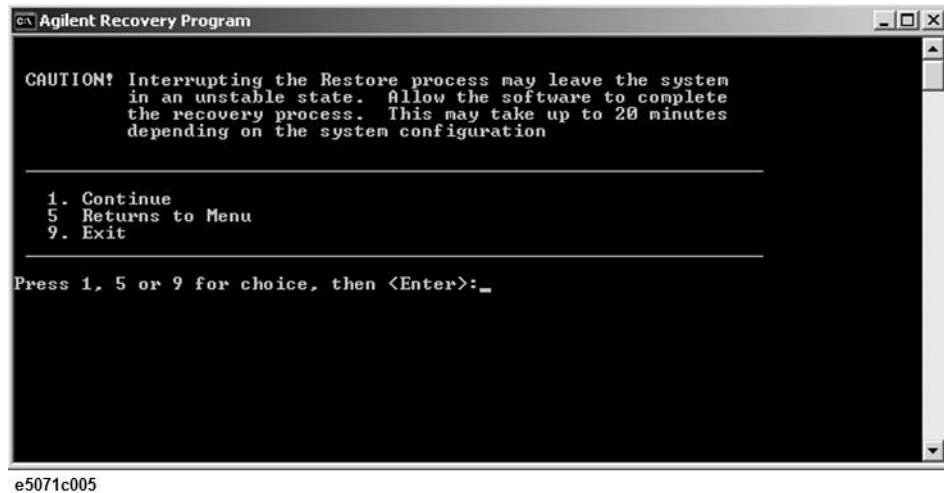 Agilent Recovery Program
CAUTION! Interrupting the Restore process may leave the system
in an unstable state. Allow the software to complete
the recovery process. This may take up to 20 minutes
depending on the system configuration
1. Continue
5 Returns to Menu
9. Exit
Press 1, 5 or 9 for choice, then <Enter>:_
e5071c005